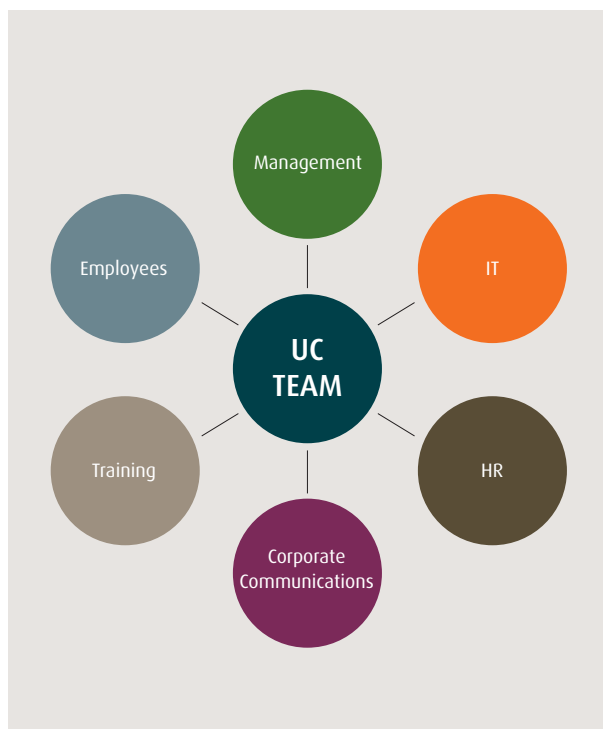 Management
Employees
IT
UC
TEAM
Training
HR
Corporate
Communications